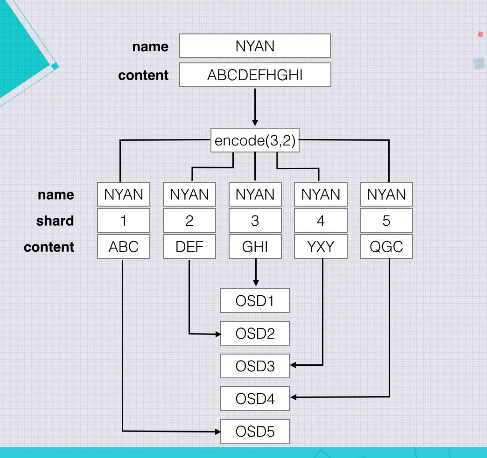 name NYAN
content ABCDEFHGHI
encode(3,2)
name NYAN NYAN NYAN NYAN NYAN
shard 1 2 3 4 5
content ABC DEF GHI YXY QGC
OSD1
OSD2
OSD3
OSD4
OSD5